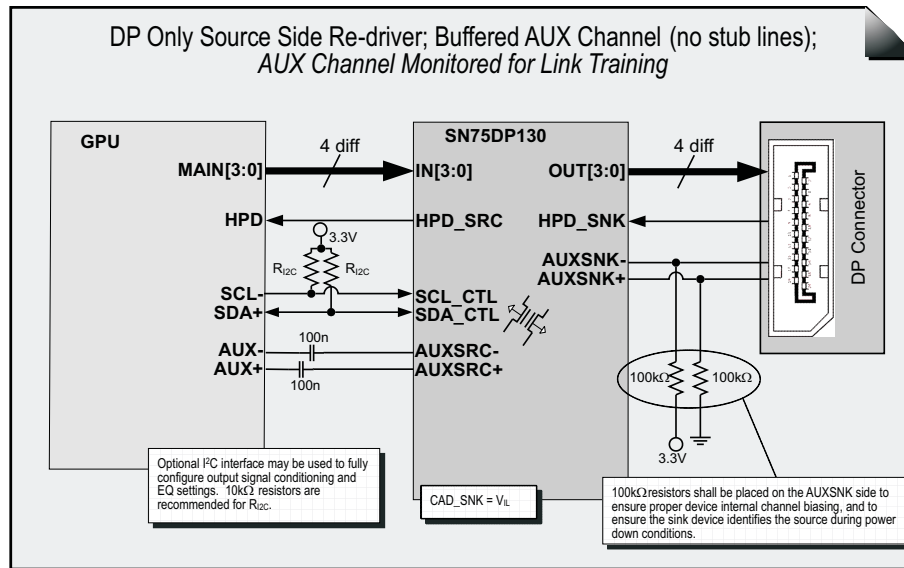 DP Only Source Side Re-driver; Buffered AUX Channel (no stub lines);
AUX Channel Monitored for Link Training
GPU
SN75DP130
DP Connector
MAIN[3:0]
4 diff
IN[3:0]
OUT[3:0]
4 diff
HPD
HPD_SRC
HPD_SNK
3.3V
RI2C
RI2C
AUXSNK-
AUXSNK+
SCL-
SCL_CTL
SDA+
SDA_CTL
100n
AUX-
AUXSRC-
AUX+
AUXSRC+
100n
100kΩ
100kΩ
3.3V
Optional I²C interface may be used to fully
configure output signal conditioning and
EQ settings. 10kΩ resistors are
recommended for RI2C.
CAD_SNK = VIL
100kΩ resistors shall be placed on the AUXSNK side to
ensure proper device internal channel biasing, and to
ensure the sink device identifies the source during power
down conditions.